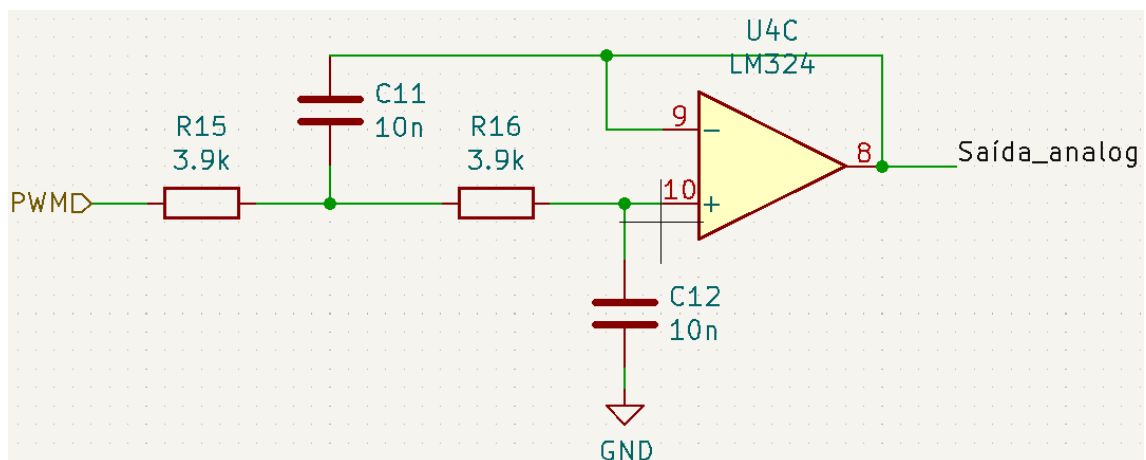 U4C
LM324
C11
10n
R15
3.9k
R16
3.9k
9
−
8
Saída_analog
PWM
10
+
C12
10n
GND